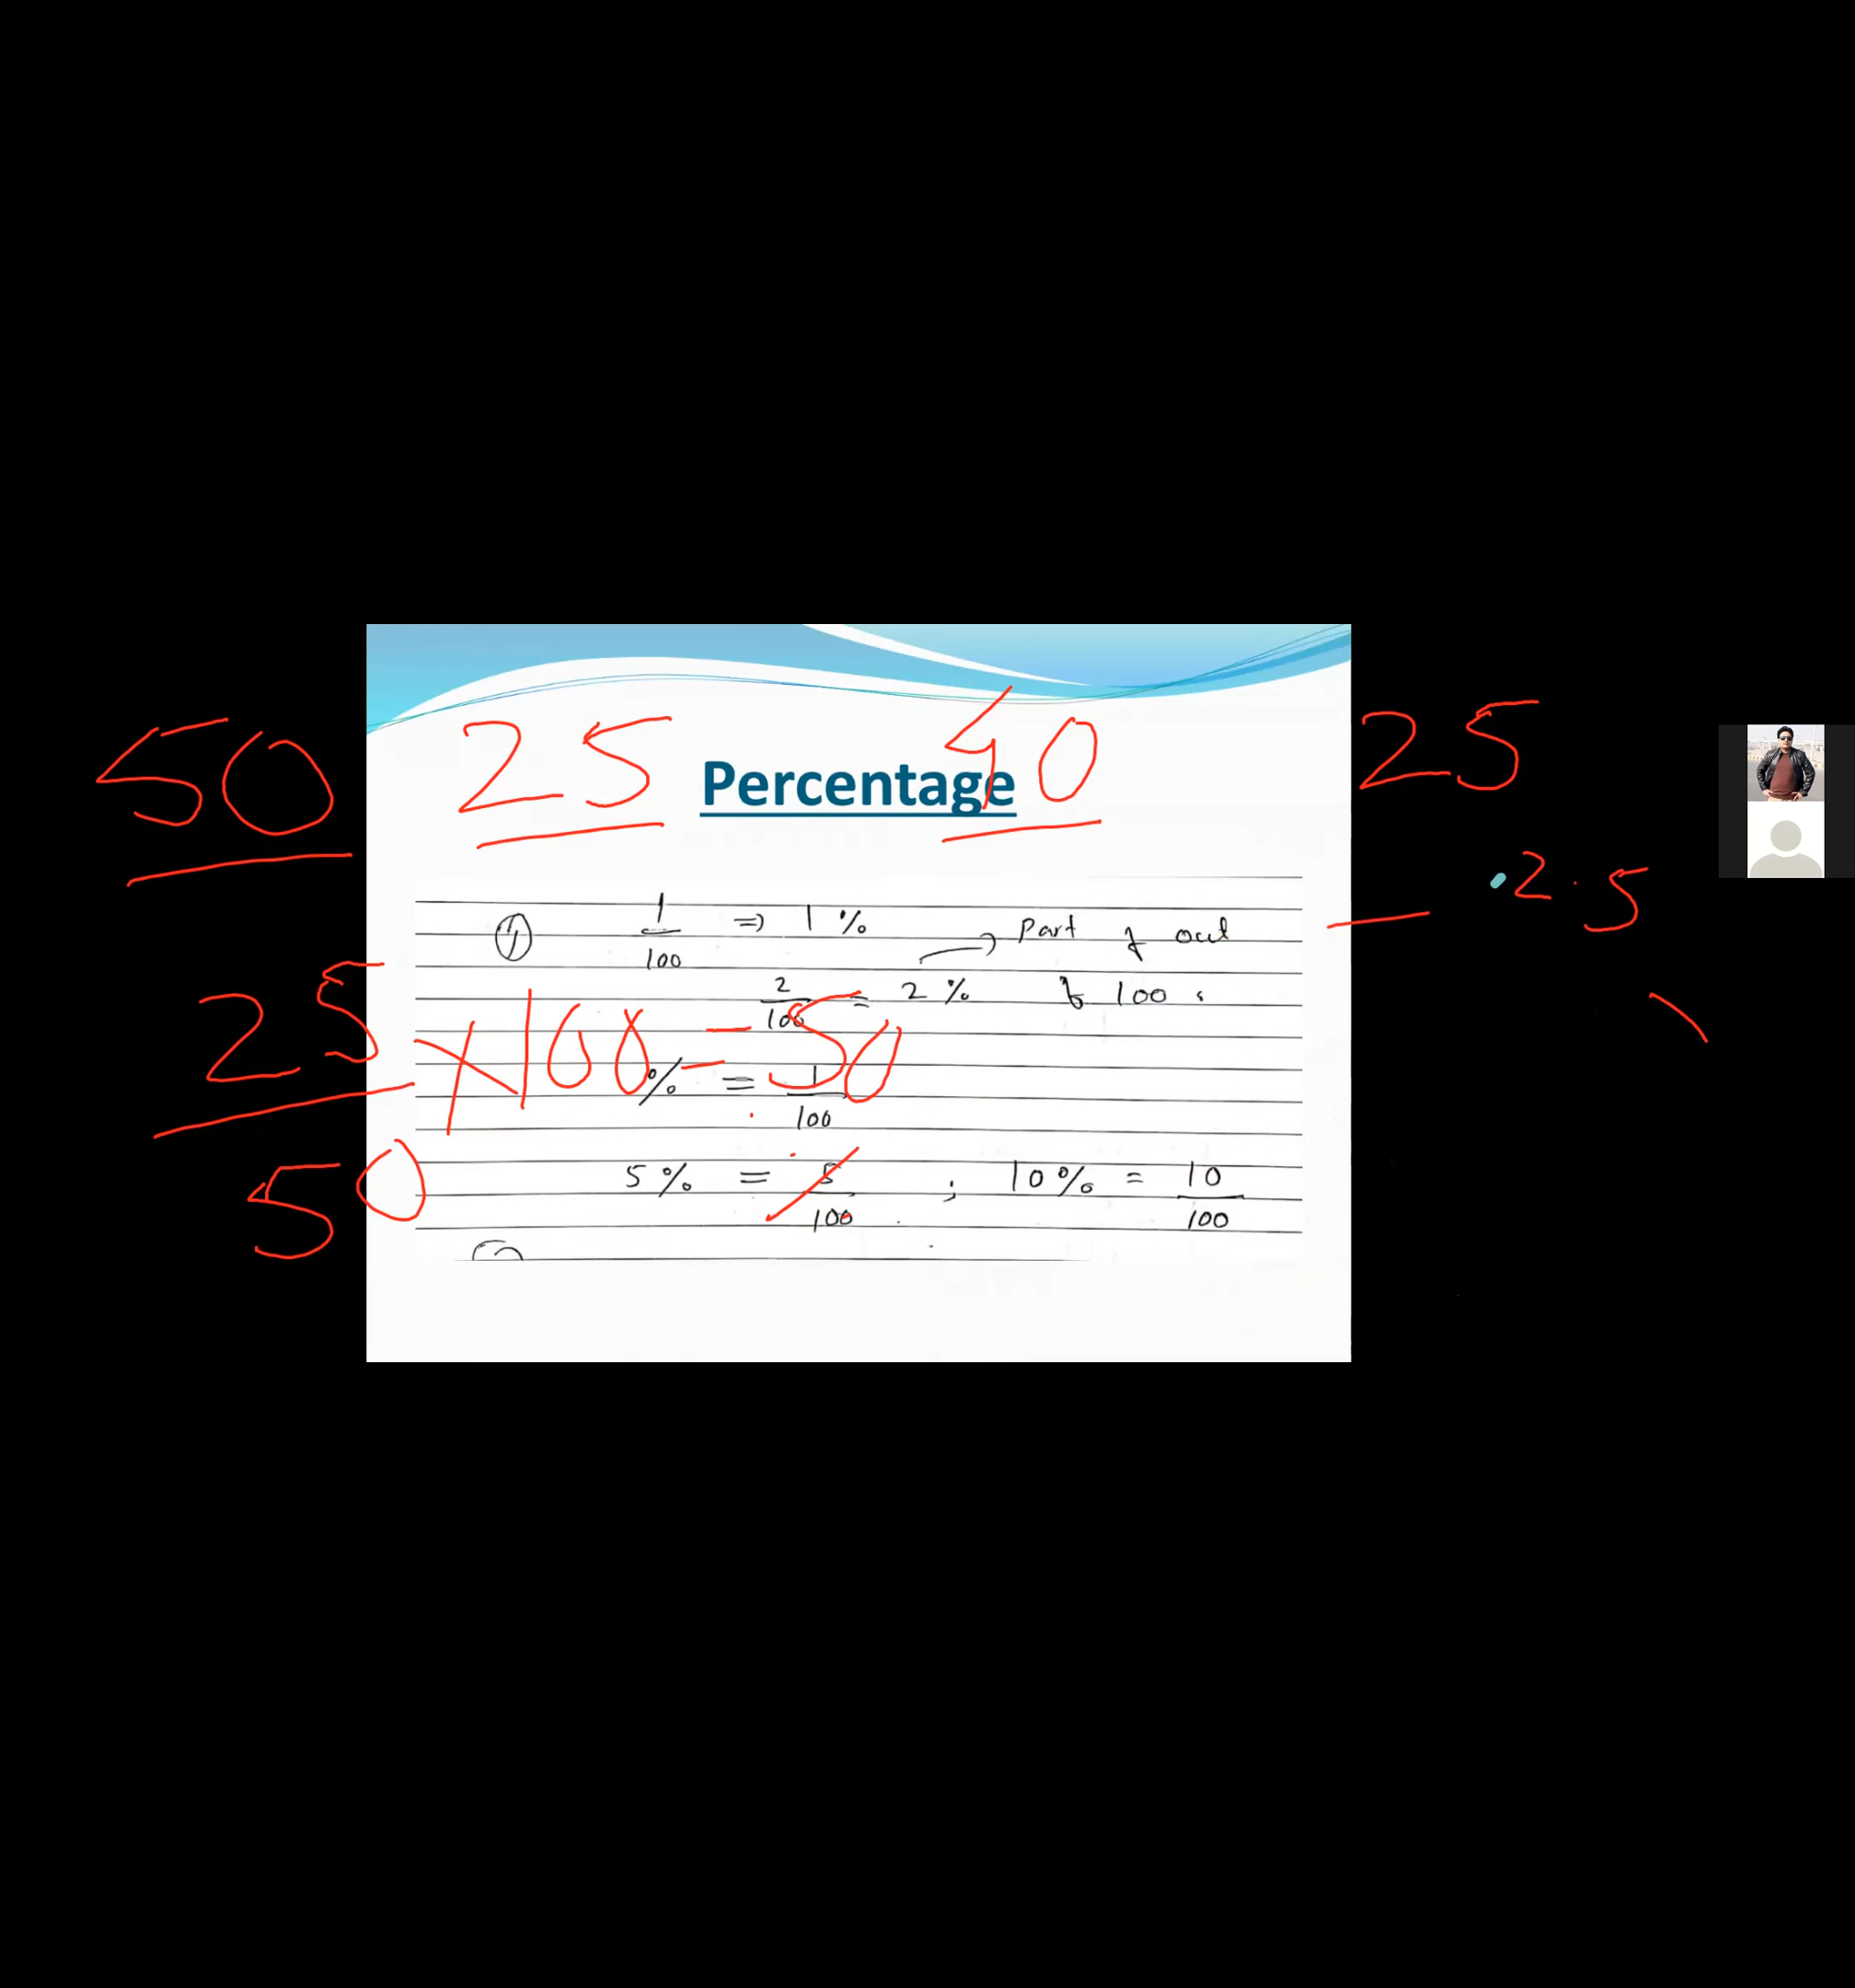 50 25 40 25
Percentage
2.5
① 1/100 ⇒ 1 % → Part of out
2/100 = 2 % of 100
25/50 × 100 = 50
% = 1/100
5 % = 5/100 ; 10 % = 10/100